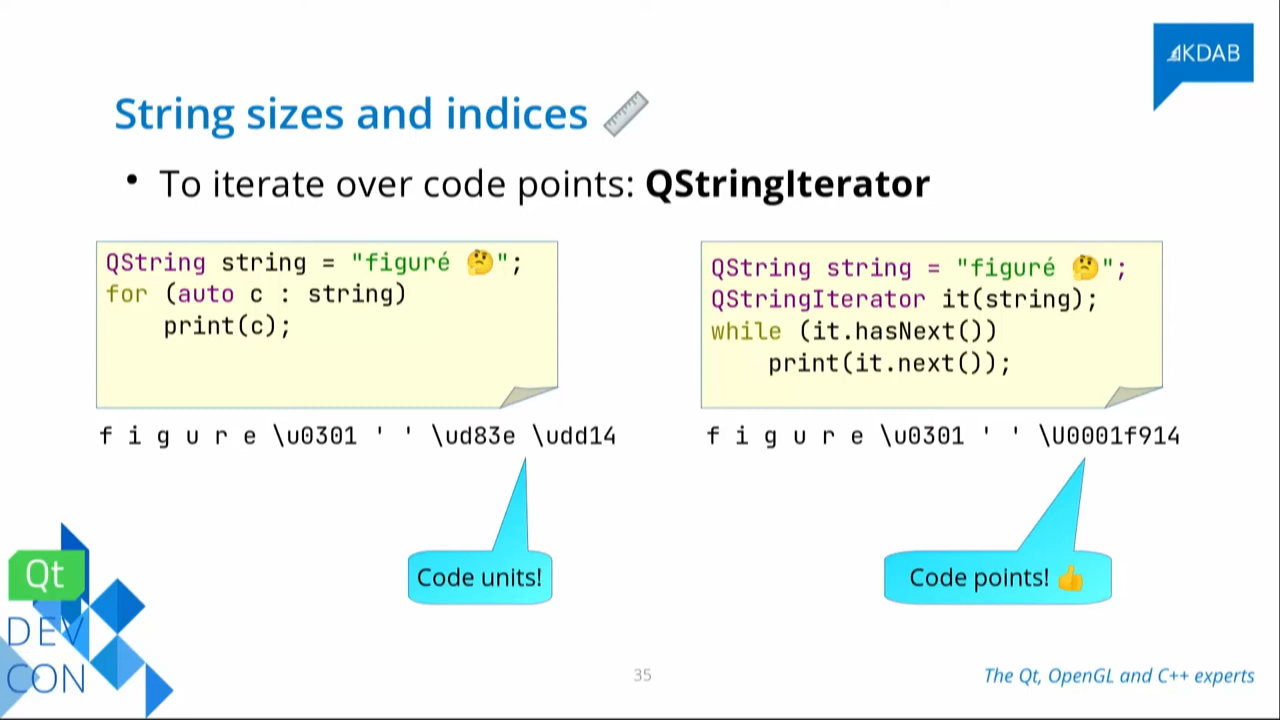 KDAB
String sizes and indices 📏
• To iterate over code points: QStringIterator
QString string = "figuré 🤔";
for (auto c : string)
    print(c);
f i g u r e \u0301 ' ' \ud83e \udd14
Code units!
QString string = "figuré 🤔";
QStringIterator it(string);
while (it.hasNext())
    print(it.next());
f i g u r e \u0301 ' ' \U0001f914
Code points! 👍
Qt
DEV
CON
35
The Qt, OpenGL and C++ experts